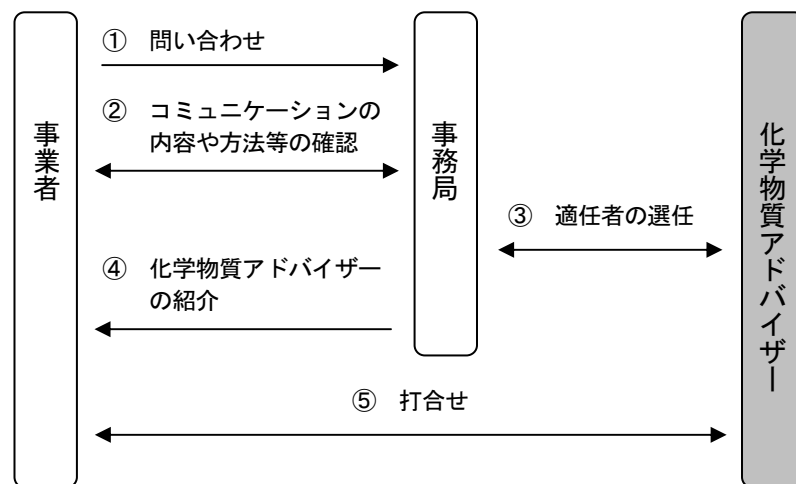 ① 問い合わせ
② コミュニケーションの
内容や方法等の確認
事業者
事務局
化学物質アドバイザー
③ 適任者の選任
④ 化学物質アドバイザー
の紹介
⑤ 打合せ